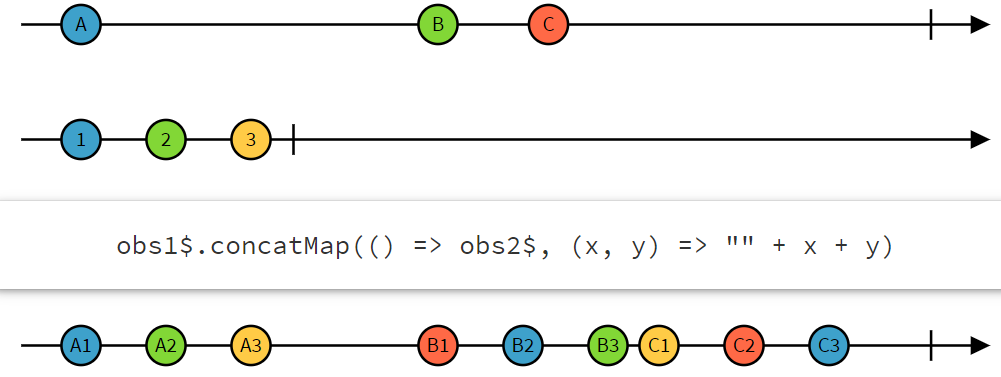 A B C
1 2 3
obs1$.concatMap(() => obs2$, (x, y) => "" + x + y)
A1 A2 A3 B1 B2 B3 C1 C2 C3